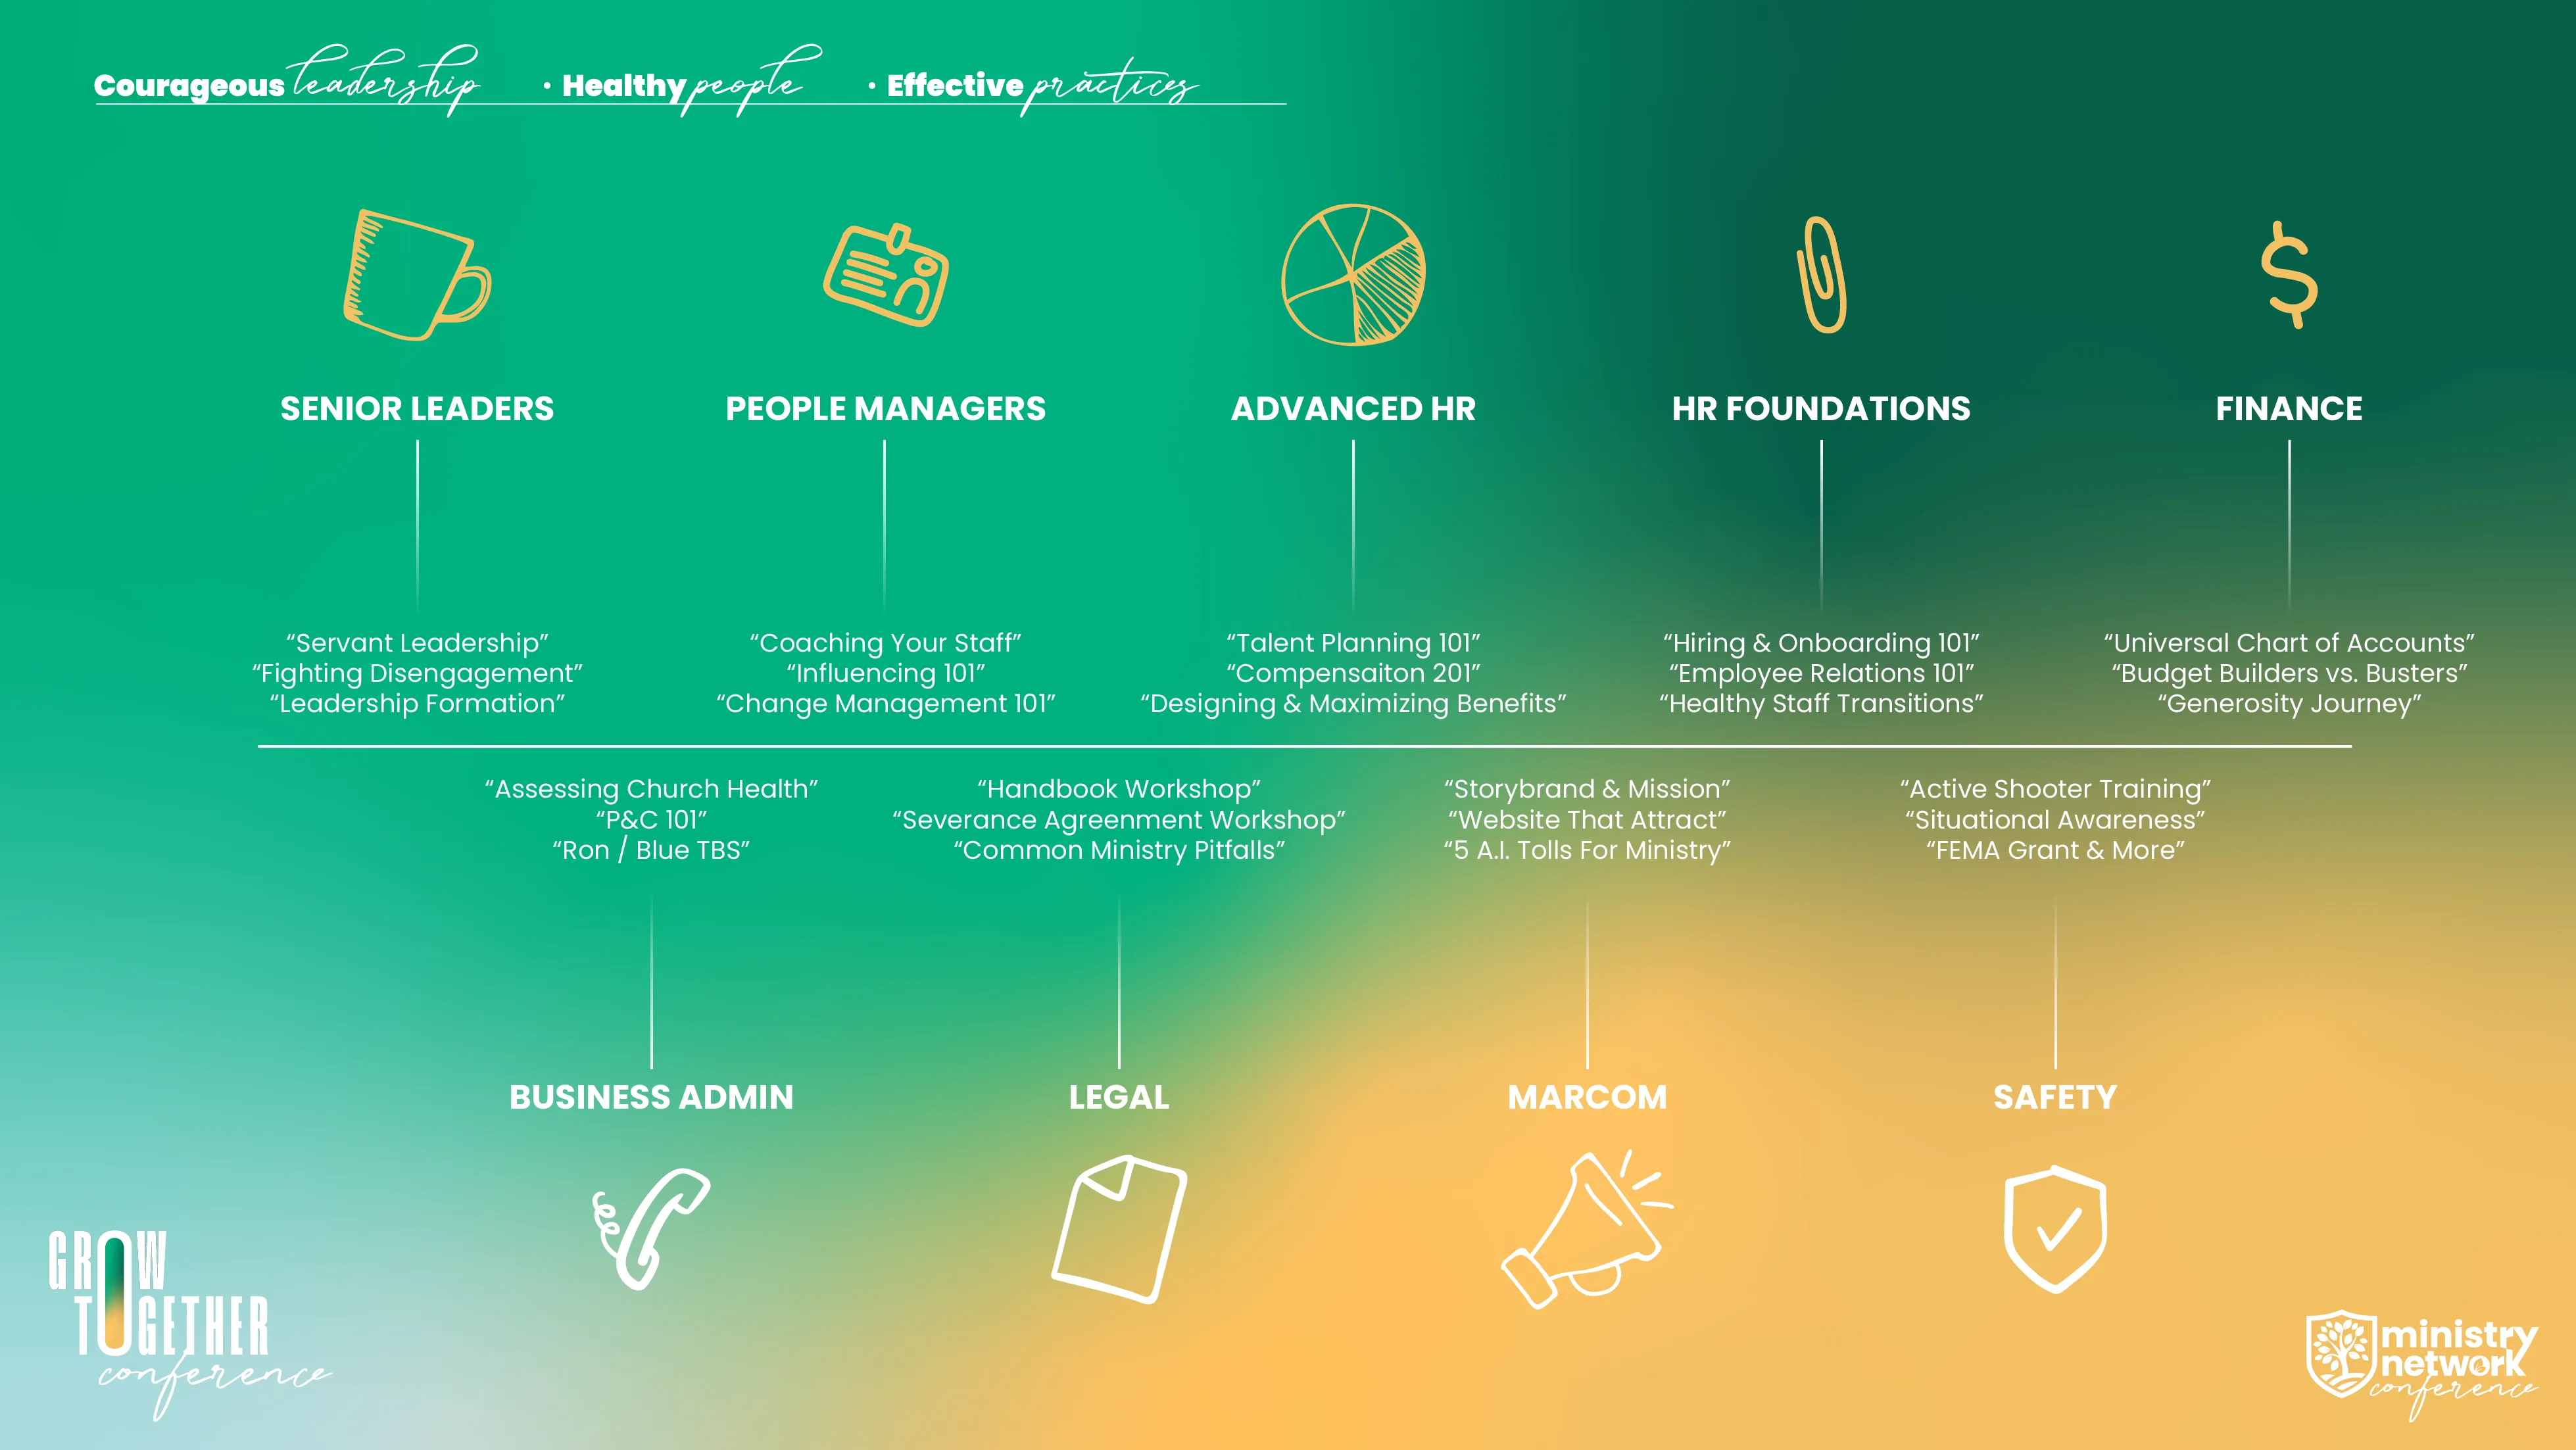 Courageous leadership • Healthy people • Effective practices
SENIOR LEADERS
“Servant Leadership”
“Fighting Disengagement”
“Leadership Formation”
PEOPLE MANAGERS
“Coaching Your Staff”
“Influencing 101”
“Change Management 101”
ADVANCED HR
“Talent Planning 101”
“Compensaiton 201”
“Designing & Maximizing Benefits”
HR FOUNDATIONS
“Hiring & Onboarding 101”
“Employee Relations 101”
“Healthy Staff Transitions”
FINANCE
“Universal Chart of Accounts”
“Budget Builders vs. Busters”
“Generosity Journey”
“Assessing Church Health”
“P&C 101”
“Ron / Blue TBS”
BUSINESS ADMIN
“Handbook Workshop”
“Severance Agreenment Workshop”
“Common Ministry Pitfalls”
LEGAL
“Storybrand & Mission”
“Website That Attract”
“5 A.I. Tolls For Ministry”
MARCOM
“Active Shooter Training”
“Situational Awareness”
“FEMA Grant & More”
SAFETY
GROW
TOGETHER
conference
ministry
network
conference